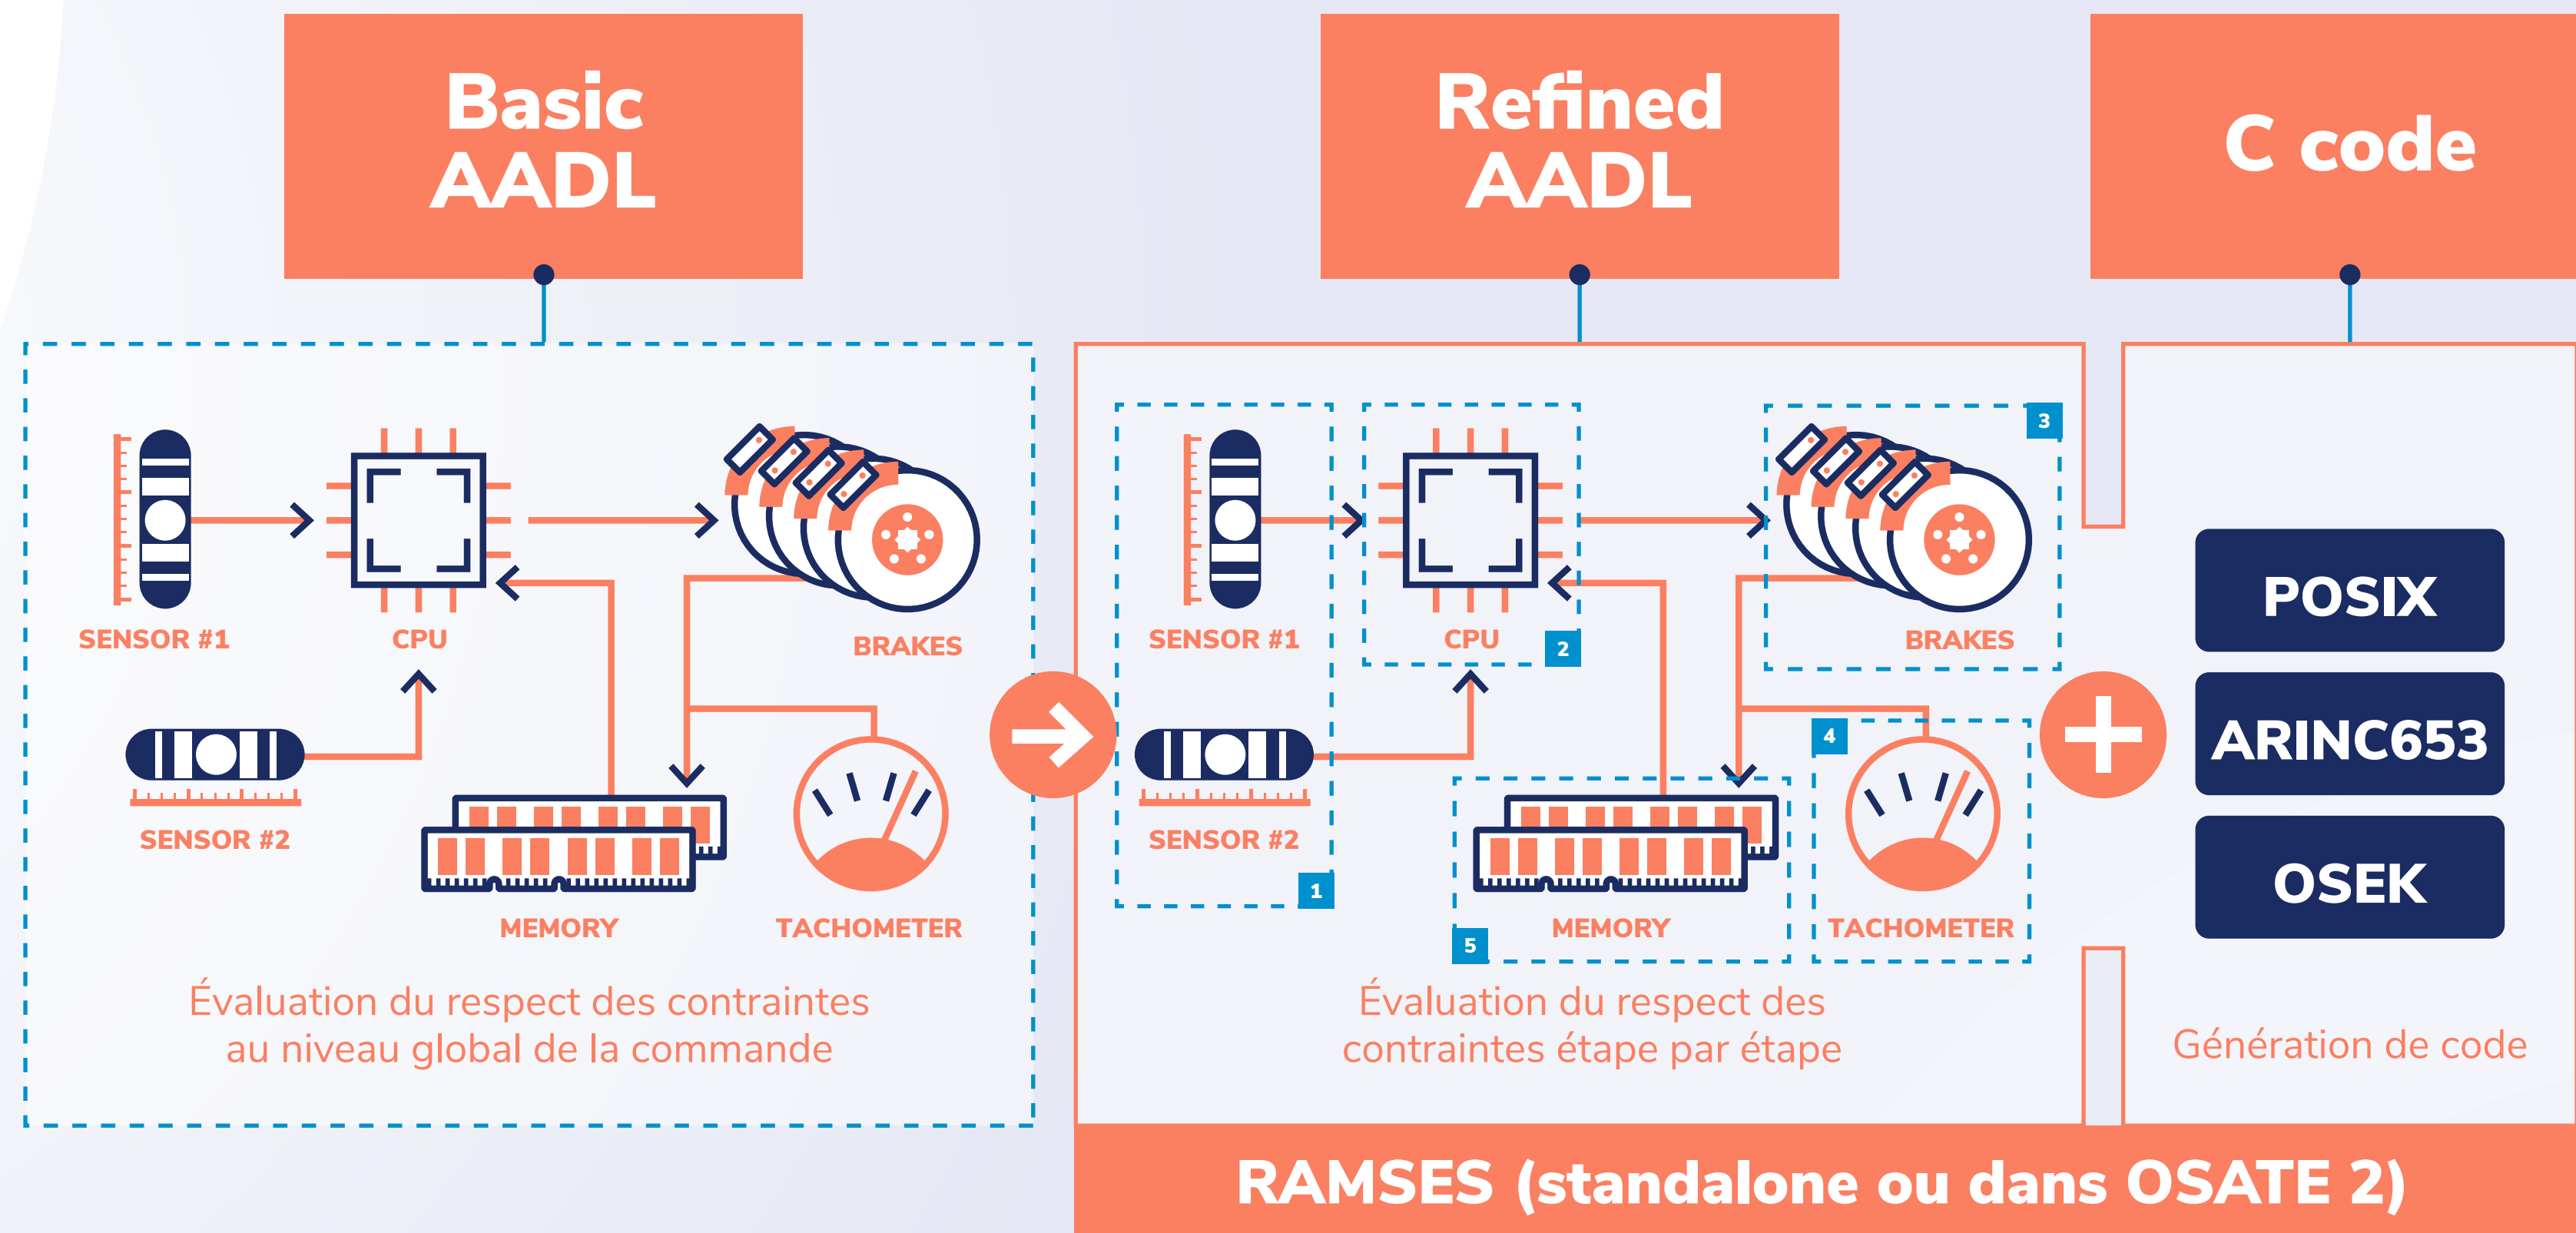 Basic
AADL
Refined
AADL
C code
SENSOR #1
CPU
BRAKES
SENSOR #2
MEMORY
TACHOMETER
Évaluation du respect des contraintes
au niveau global de la commande
3
SENSOR #1
CPU
2
BRAKES
4
SENSOR #2
1
5
MEMORY
TACHOMETER
Évaluation du respect des
contraintes étape par étape
POSIX
ARINC653
OSEK
Génération de code
RAMSES (standalone ou dans OSATE 2)